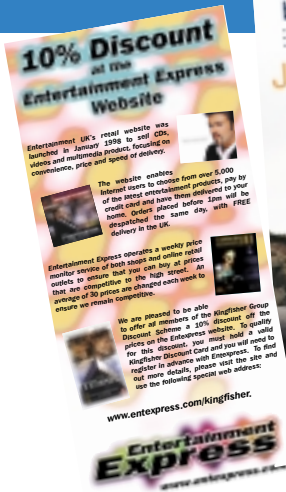 10% Discount
at the
Entertainment Express
Website
Entertainment UK's retail website was
launched in January 1998 to sell CDs,
videos and multimedia product, focusing on
convenience, price and speed of delivery.
The website enables
Internet users to choose from over 5,000
of the latest entertainment products, pay by
credit card and have them delivered to your
home. Orders placed before 1pm will be
despatched the same day, with FREE
delivery in the UK.
Entertainment Express operates a weekly price
monitor service of both shops and online retail
outlets to ensure that you can buy at prices
that are competitive to the high street. An
average of 30 prices are changed each week to
ensure we remain competitive.
We are pleased to be able
to offer all members of the Kingfisher Group
Discount Scheme a 10% discount off the
prices on the Entexpress website. To qualify
for this discount, you must hold a valid
Kingfisher Discount Card and you will need to
register in advance with Entexpress. To find
out more details, please visit the site and
use the following special web address:
www.entexpress.com/kingfisher.
Entertainment
Express